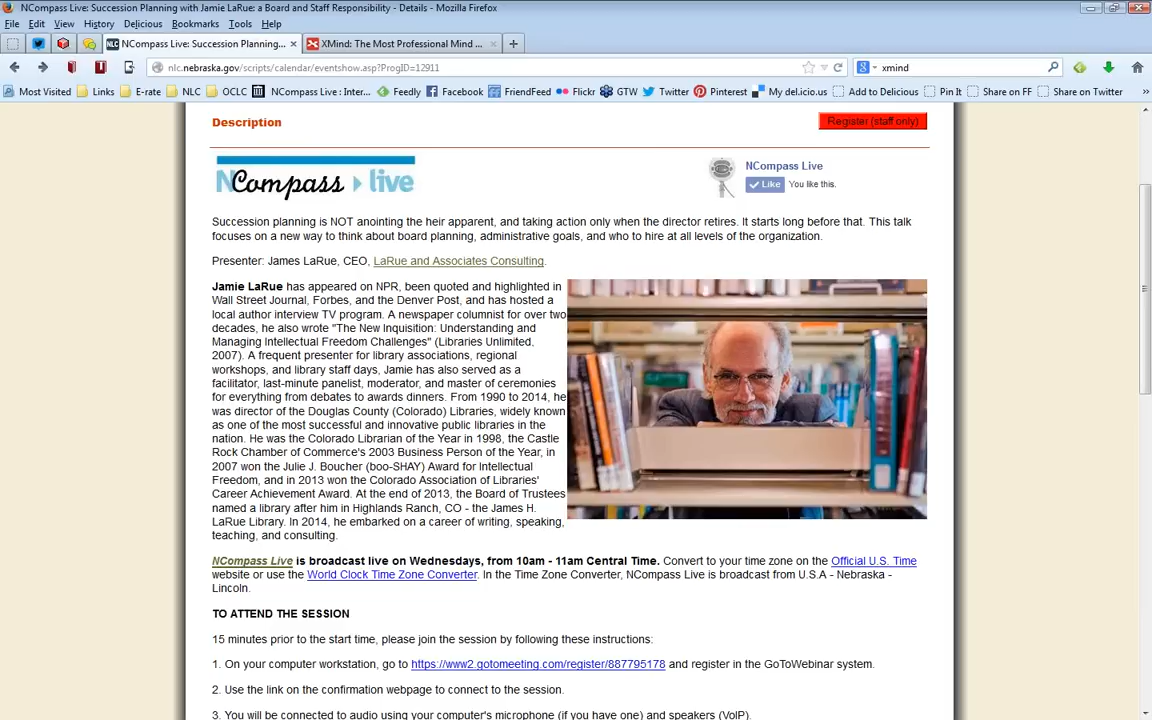 NCompass Live: Succession Planning with Jamie LaRue: a Board and Staff Responsibility - Details - Mozilla Firefox
File Edit View History Delicious Bookmarks Tools Help
NCompass Live: Succession Planning... × XMind: The Most Professional Mind ... × +
nlc.nebraska.gov/scripts/calendar/eventshow.asp?ProgID=12911 xmind
Most Visited Links E-rate NLC OCLC NCompass Live : Inter... Feedly Facebook FriendFeed Flickr GTW Twitter Pinterest My del.icio.us Add to Delicious Pin It Share on FF Share on Twitter
Description Register (staff only)
NCompass live
NCompass Live
Like You like this.
Succession planning is NOT anointing the heir apparent, and taking action only when the director retires. It starts long before that. This talk
focuses on a new way to think about board planning, administrative goals, and who to hire at all levels of the organization.
Presenter: James LaRue, CEO, LaRue and Associates Consulting.
Jamie LaRue has appeared on NPR, been quoted and highlighted in
Wall Street Journal, Forbes, and the Denver Post, and has hosted a
local author interview TV program. A newspaper columnist for over two
decades, he also wrote "The New Inquisition: Understanding and
Managing Intellectual Freedom Challenges" (Libraries Unlimited,
2007). A frequent presenter for library associations, regional
workshops, and library staff days, Jamie has also served as a
facilitator, last-minute panelist, moderator, and master of ceremonies
for everything from debates to awards dinners. From 1990 to 2014, he
was director of the Douglas County (Colorado) Libraries, widely known
as one of the most successful and innovative public libraries in the
nation. He was the Colorado Librarian of the Year in 1998, the Castle
Rock Chamber of Commerce's 2003 Business Person of the Year, in
2007 won the Julie J. Boucher (boo-SHAY) Award for Intellectual
Freedom, and in 2013 won the Colorado Association of Libraries'
Career Achievement Award. At the end of 2013, the Board of Trustees
named a library after him in Highlands Ranch, CO - the James H.
LaRue Library. In 2014, he embarked on a career of writing, speaking,
teaching, and consulting.
NCompass Live is broadcast live on Wednesdays, from 10am - 11am Central Time. Convert to your time zone on the Official U.S. Time
website or use the World Clock Time Zone Converter. In the Time Zone Converter, NCompass Live is broadcast from U.S.A - Nebraska -
Lincoln.
TO ATTEND THE SESSION
15 minutes prior to the start time, please join the session by following these instructions:
1. On your computer workstation, go to https://www2.gotomeeting.com/register/887795178 and register in the GoToWebinar system.
2. Use the link on the confirmation webpage to connect to the session.
3. You will be connected to audio using your computer's microphone (if you have one) and speakers (VoIP).